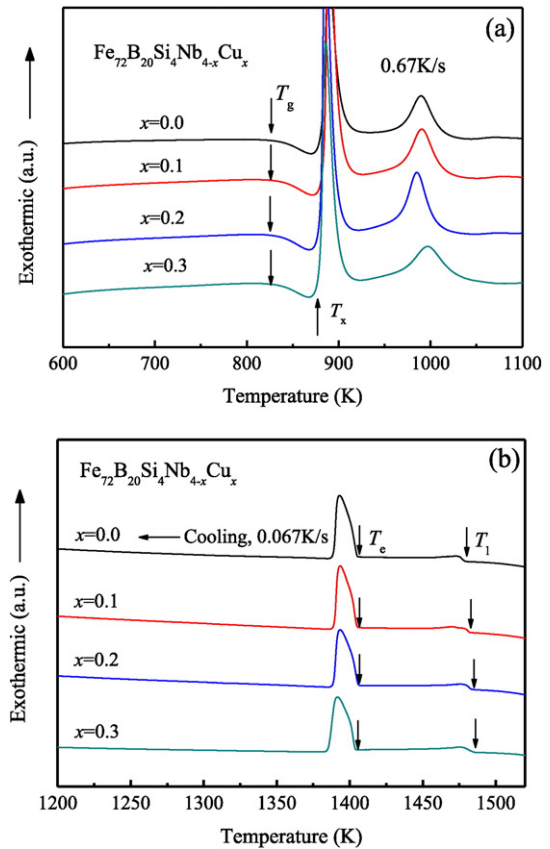 (a)
Fe72B20Si4Nb4-xCux
0.67K/s
Tg
x=0.0
x=0.1
x=0.2
x=0.3
Tx
Exothermic (a.u.)
600 700 800 900 1000 1100
Temperature (K)
(b)
Fe72B20Si4Nb4-xCux
x=0.0 Cooling, 0.067K/s Te Tl
x=0.1
x=0.2
x=0.3
Exothermic (a.u.)
1200 1250 1300 1350 1400 1450 1500
Temperature (K)